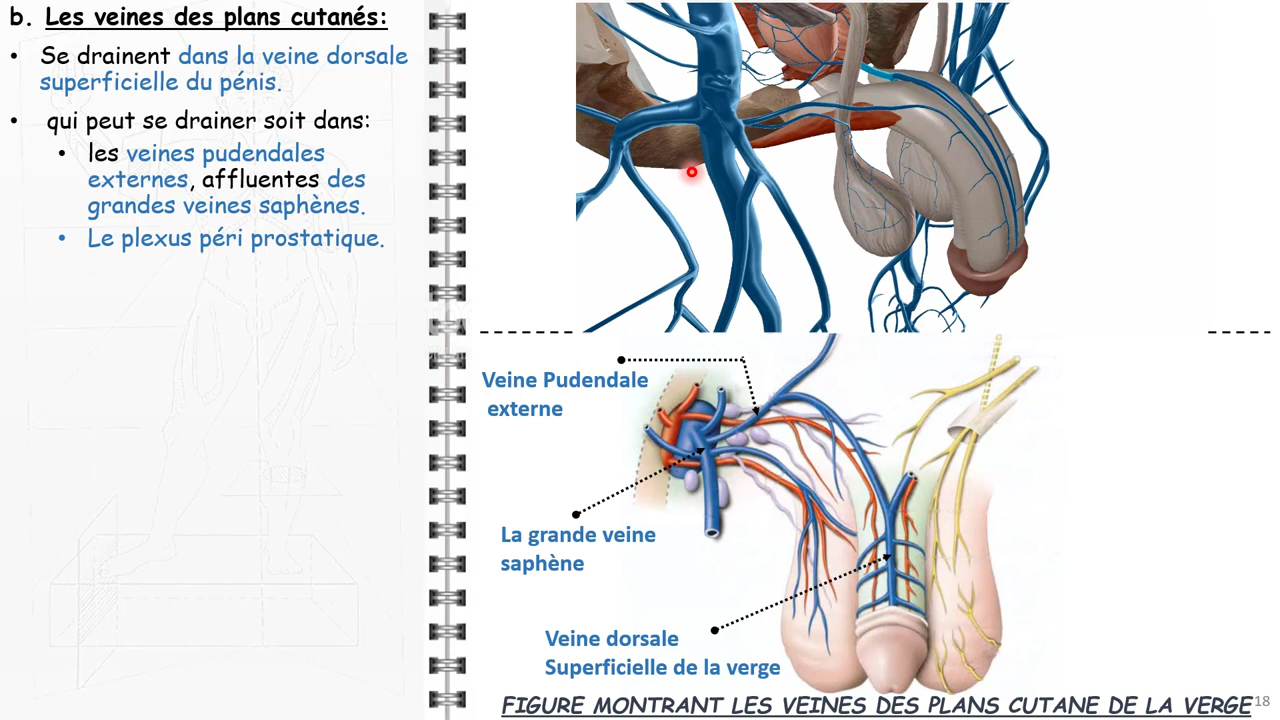 b. Les veines des plans cutanés:
• Se drainent dans la veine dorsale
superficielle du pénis.
• qui peut se drainer soit dans:
• les veines pudendales
externes, affluentes des
grandes veines saphènes.
• Le plexus péri prostatique.
Veine Pudendale
externe
La grande veine
saphène
Veine dorsale
Superficielle de la verge
FIGURE MONTRANT LES VEINES DES PLANS CUTANE DE LA VERGE
18